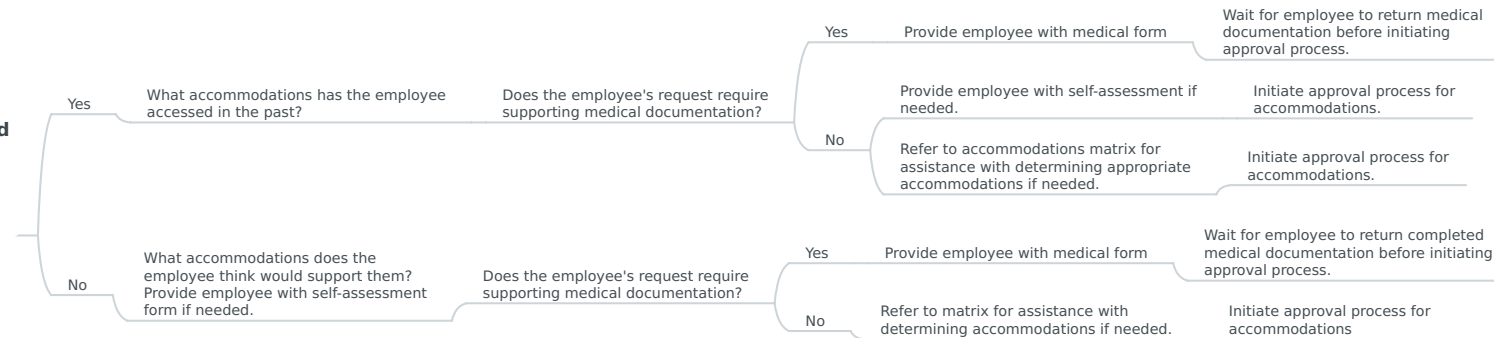 d
Yes
What accommodations has the employee
accessed in the past?
Does the employee's request require
supporting medical documentation?
Yes
Provide employee with medical form
Wait for employee to return medical
documentation before initiating
approval process.
No
Provide employee with self-assessment if
needed.
Initiate approval process for
accommodations.
Refer to accommodations matrix for
assistance with determining appropriate
accommodations if needed.
Initiate approval process for
accommodations.
No
What accommodations does the
employee think would support them?
Provide employee with self-assessment
form if needed.
Does the employee's request require
supporting medical documentation?
Yes
Provide employee with medical form
Wait for employee to return completed
medical documentation before initiating
approval process.
No
Refer to matrix for assistance with
determining accommodations if needed.
Initiate approval process for
accommodations